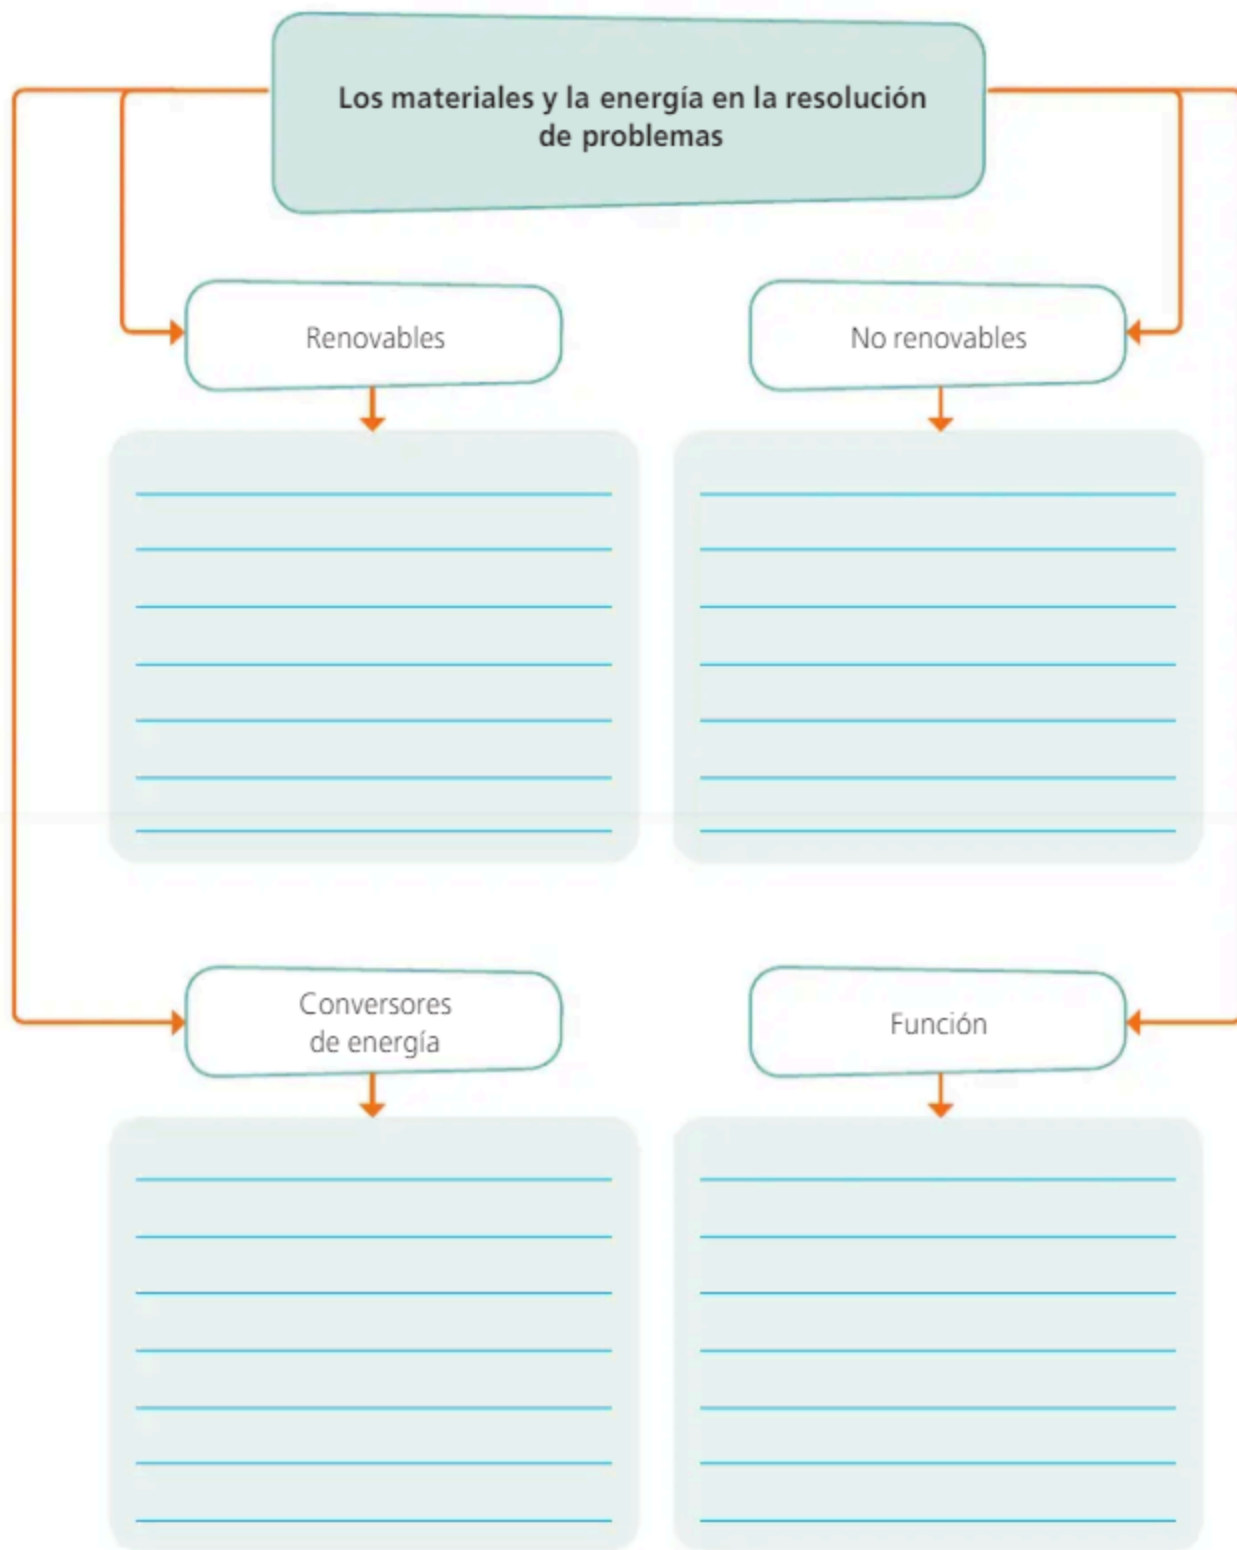 Los materiales y la energía en la resolución
de problemas
Renovables
No renovables
Conversores
de energía
Función